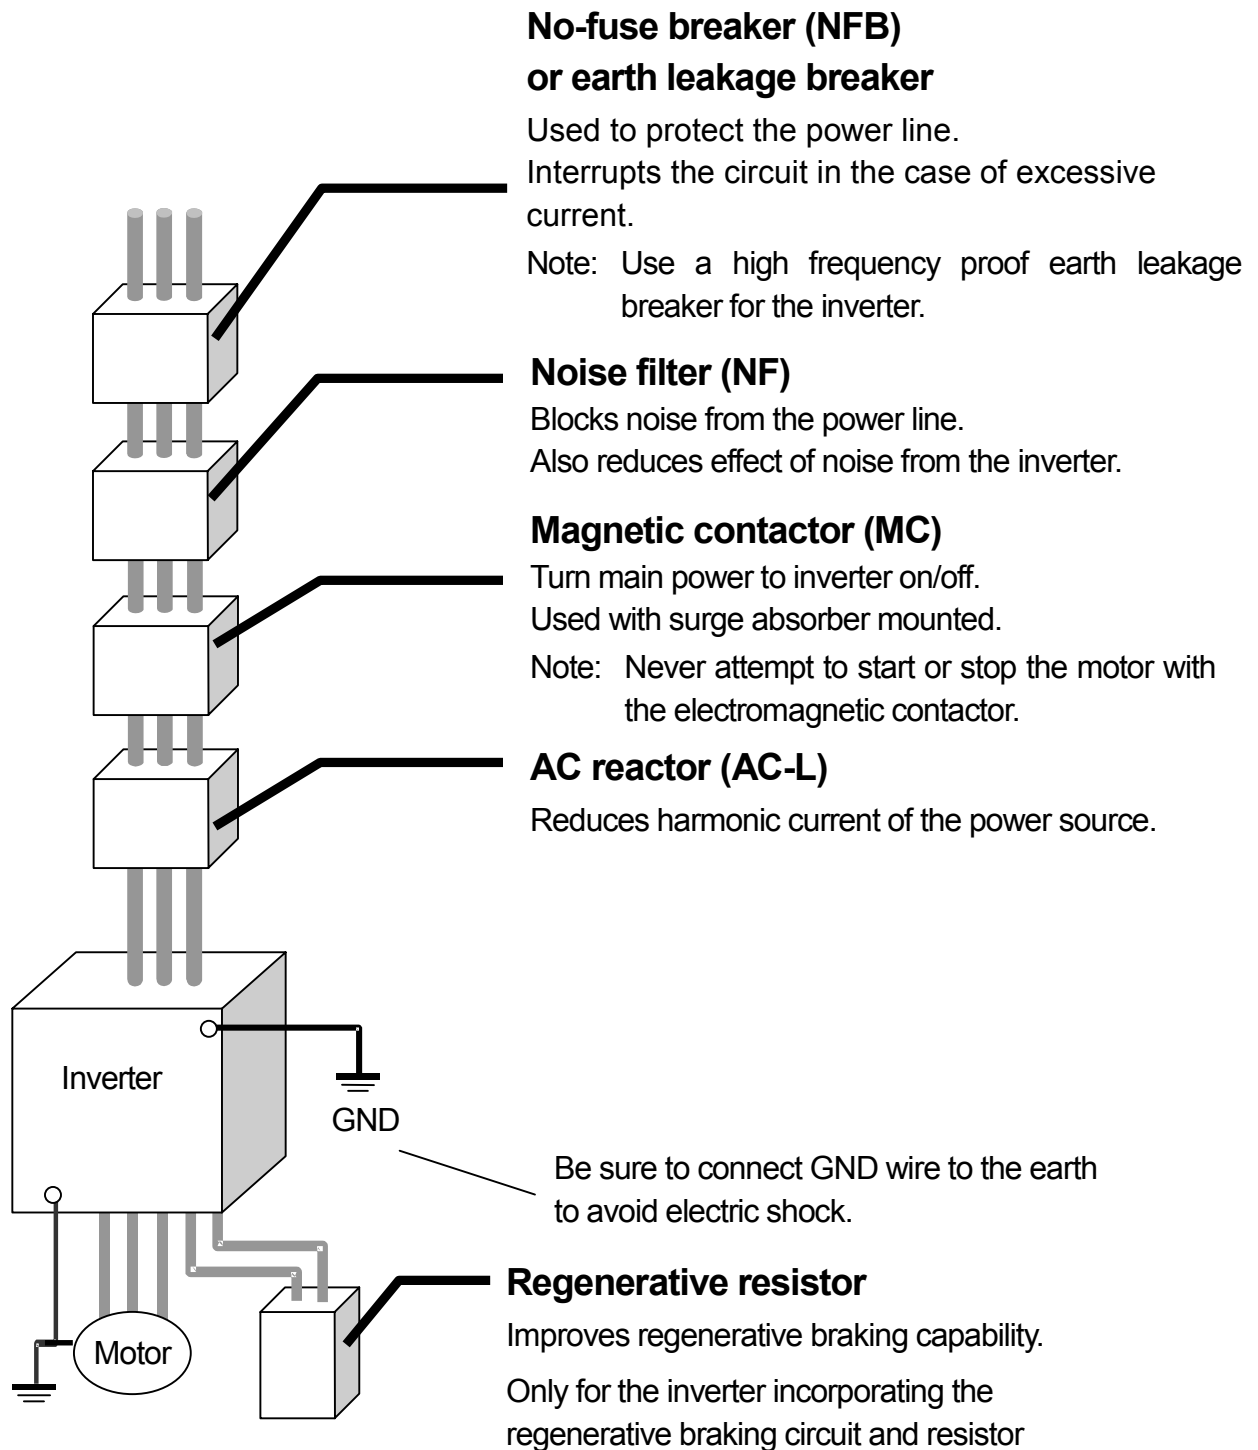 No-fuse breaker (NFB)
or earth leakage breaker
Used to protect the power line.
Interrupts the circuit in the case of excessive
current.
Note: Use a high frequency proof earth leakage
breaker for the inverter.
Noise filter (NF)
Blocks noise from the power line.
Also reduces effect of noise from the inverter.
Magnetic contactor (MC)
Turn main power to inverter on/off.
Used with surge absorber mounted.
Note: Never attempt to start or stop the motor with
the electromagnetic contactor.
AC reactor (AC-L)
Reduces harmonic current of the power source.
Inverter
GND
Be sure to connect GND wire to the earth
to avoid electric shock.
Regenerative resistor
Improves regenerative braking capability.
Motor
Only for the inverter incorporating the
regenerative braking circuit and resistor